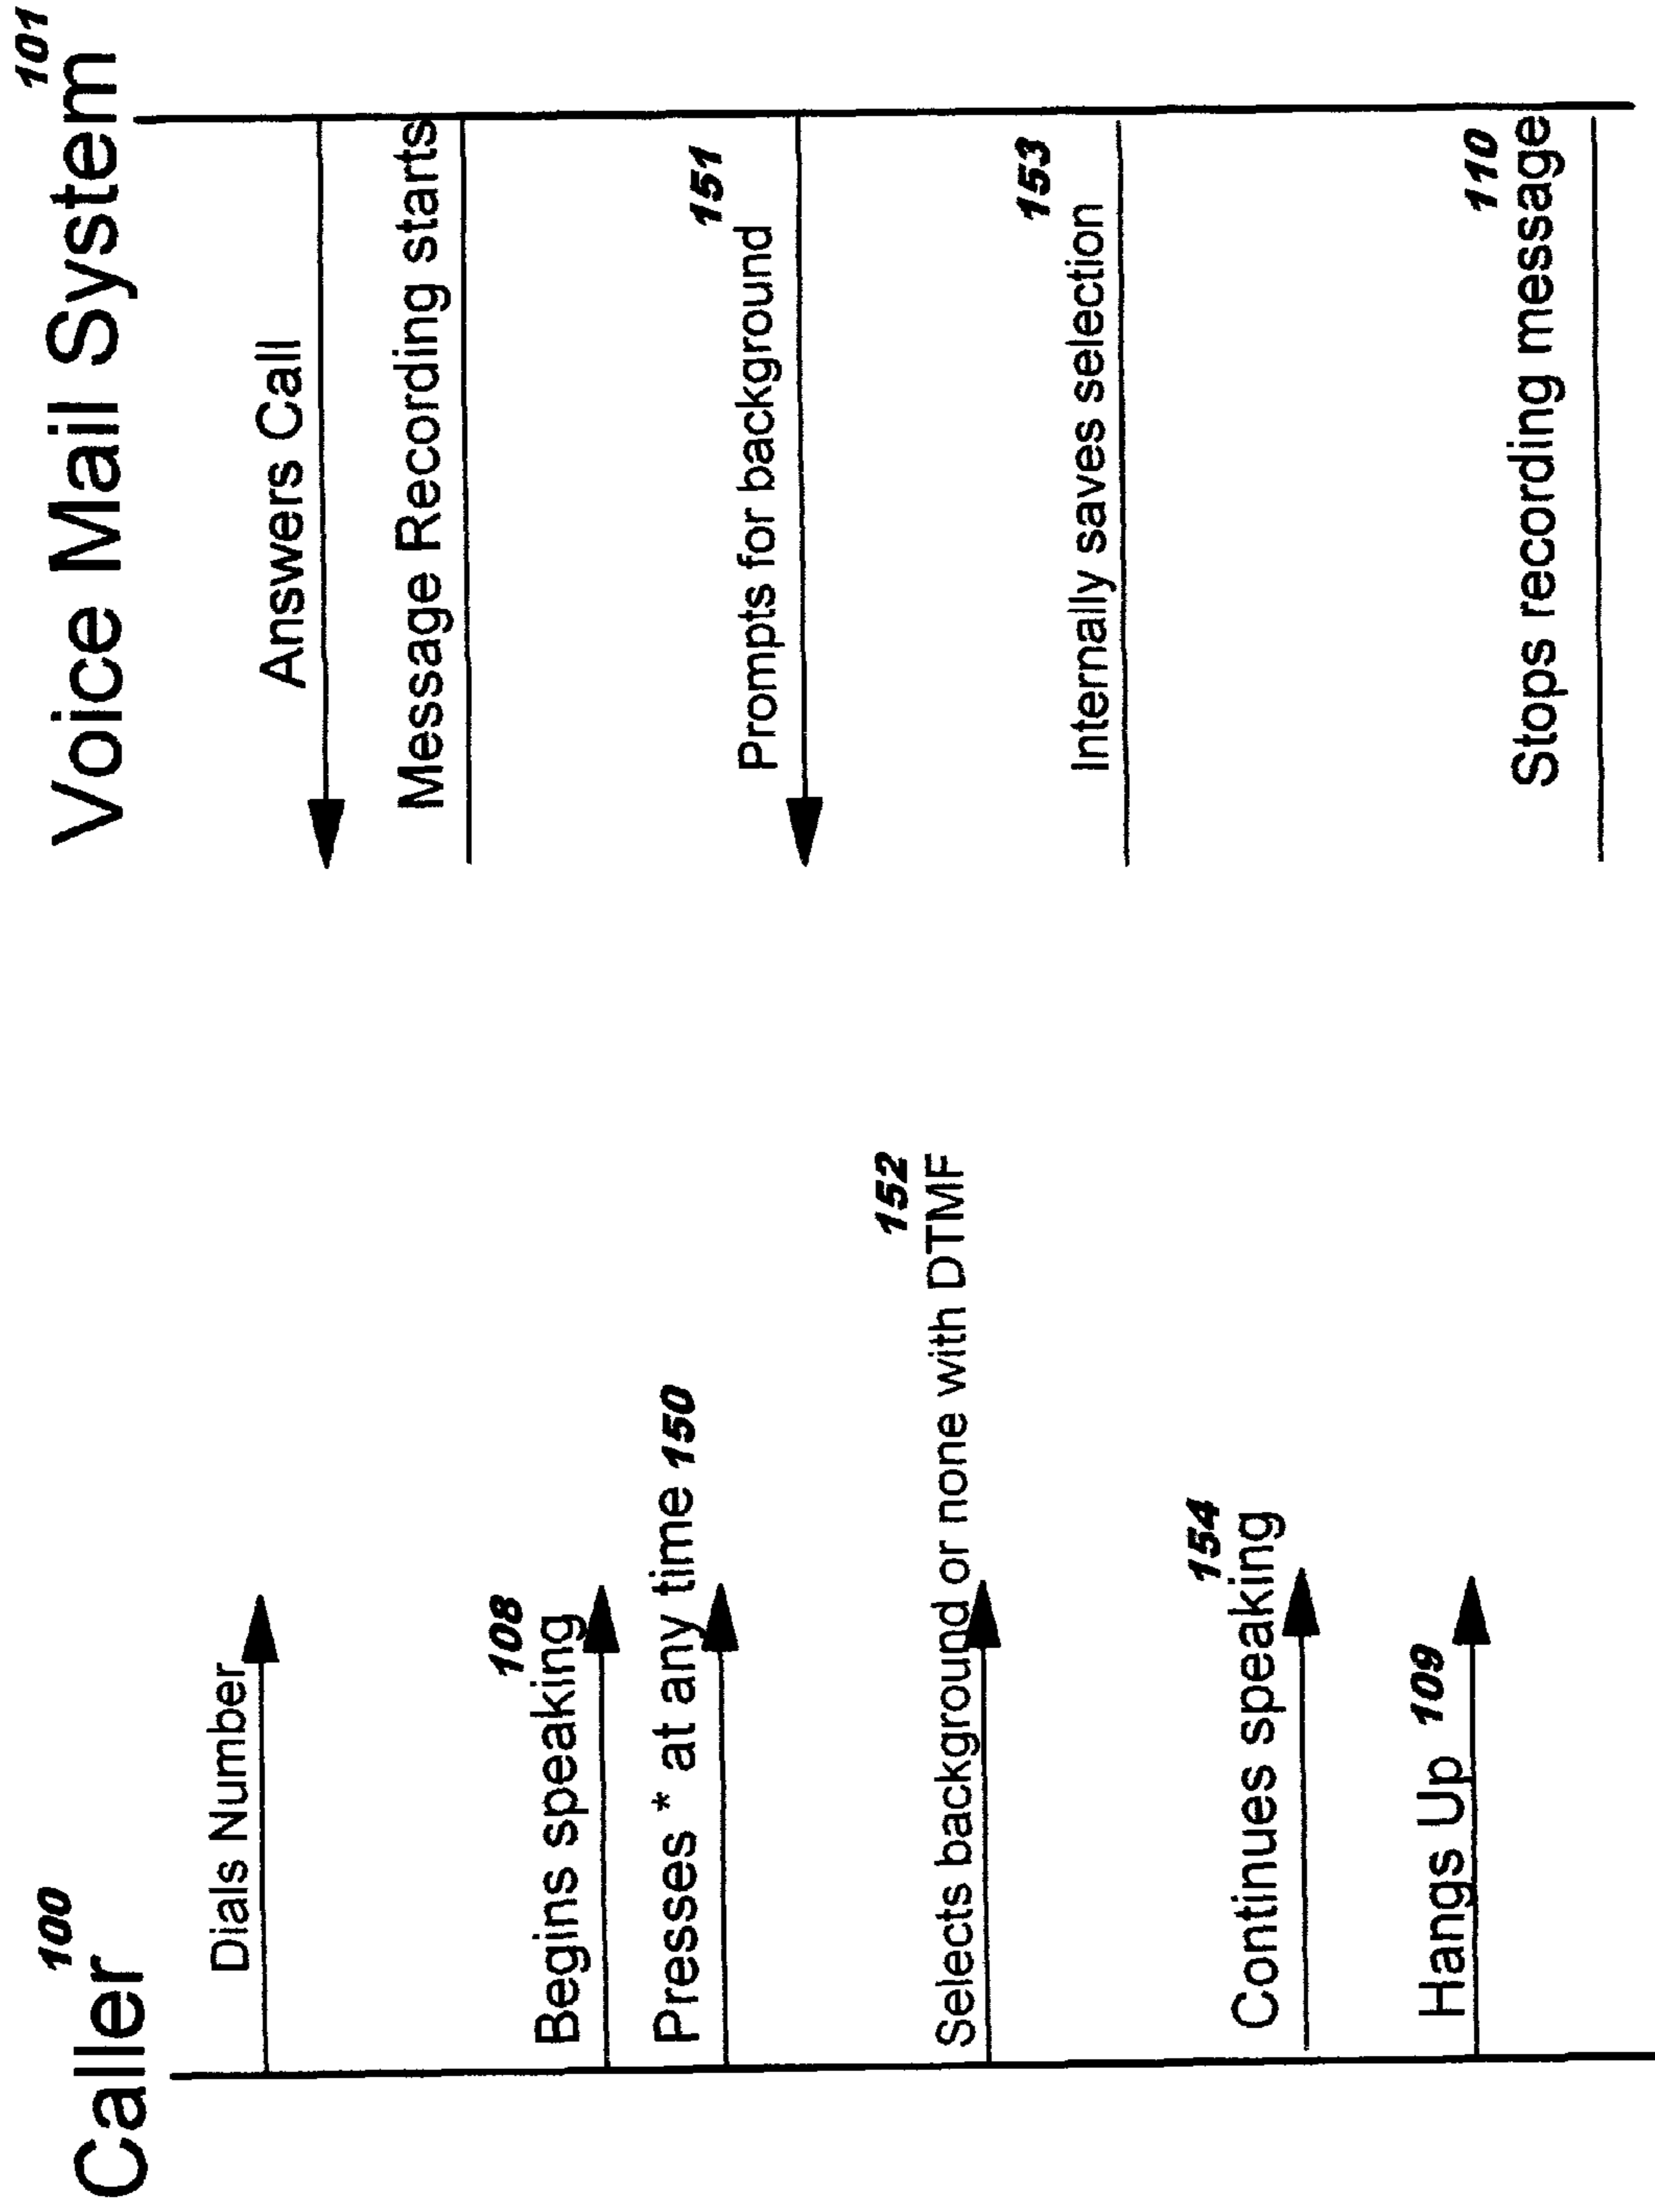 100
Caller
101
Voice Mail System
Dials Number
Answers Call
Message Recording starts
108
Begins speaking
Presses * at any time 150
151
Prompts for background
152
Selects background or none with DTMF
153
Internally saves selection
154
Continues speaking
Hangs Up 109
110
Stops recording message